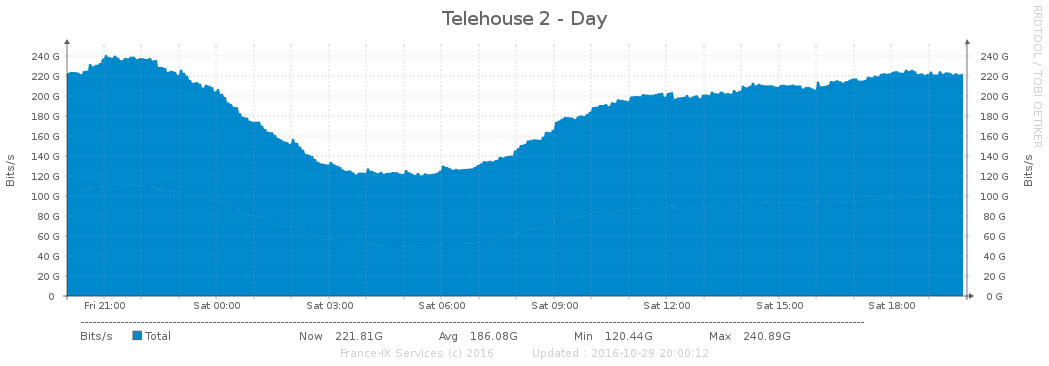 Telehouse 2 - Day
RRDTOOL / TOBI OETIKER
240 G 240 G
220 G 220 G
200 G 200 G
180 G 180 G
160 G 160 G
140 G 140 G
120 G 120 G
100 G 100 G
80 G 80 G
60 G 60 G
40 G 40 G
20 G 20 G
0 0 G
Bits/s
Bits/s
Fri 21:00 Sat 00:00 Sat 03:00 Sat 06:00 Sat 09:00 Sat 12:00 Sat 15:00 Sat 18:00
Bits/s Total Now 221.81G Avg 186.08G Min 120.44G Max 240.89G
France-IX Services (c) 2016 Updated : 2016-10-29 20:00:12